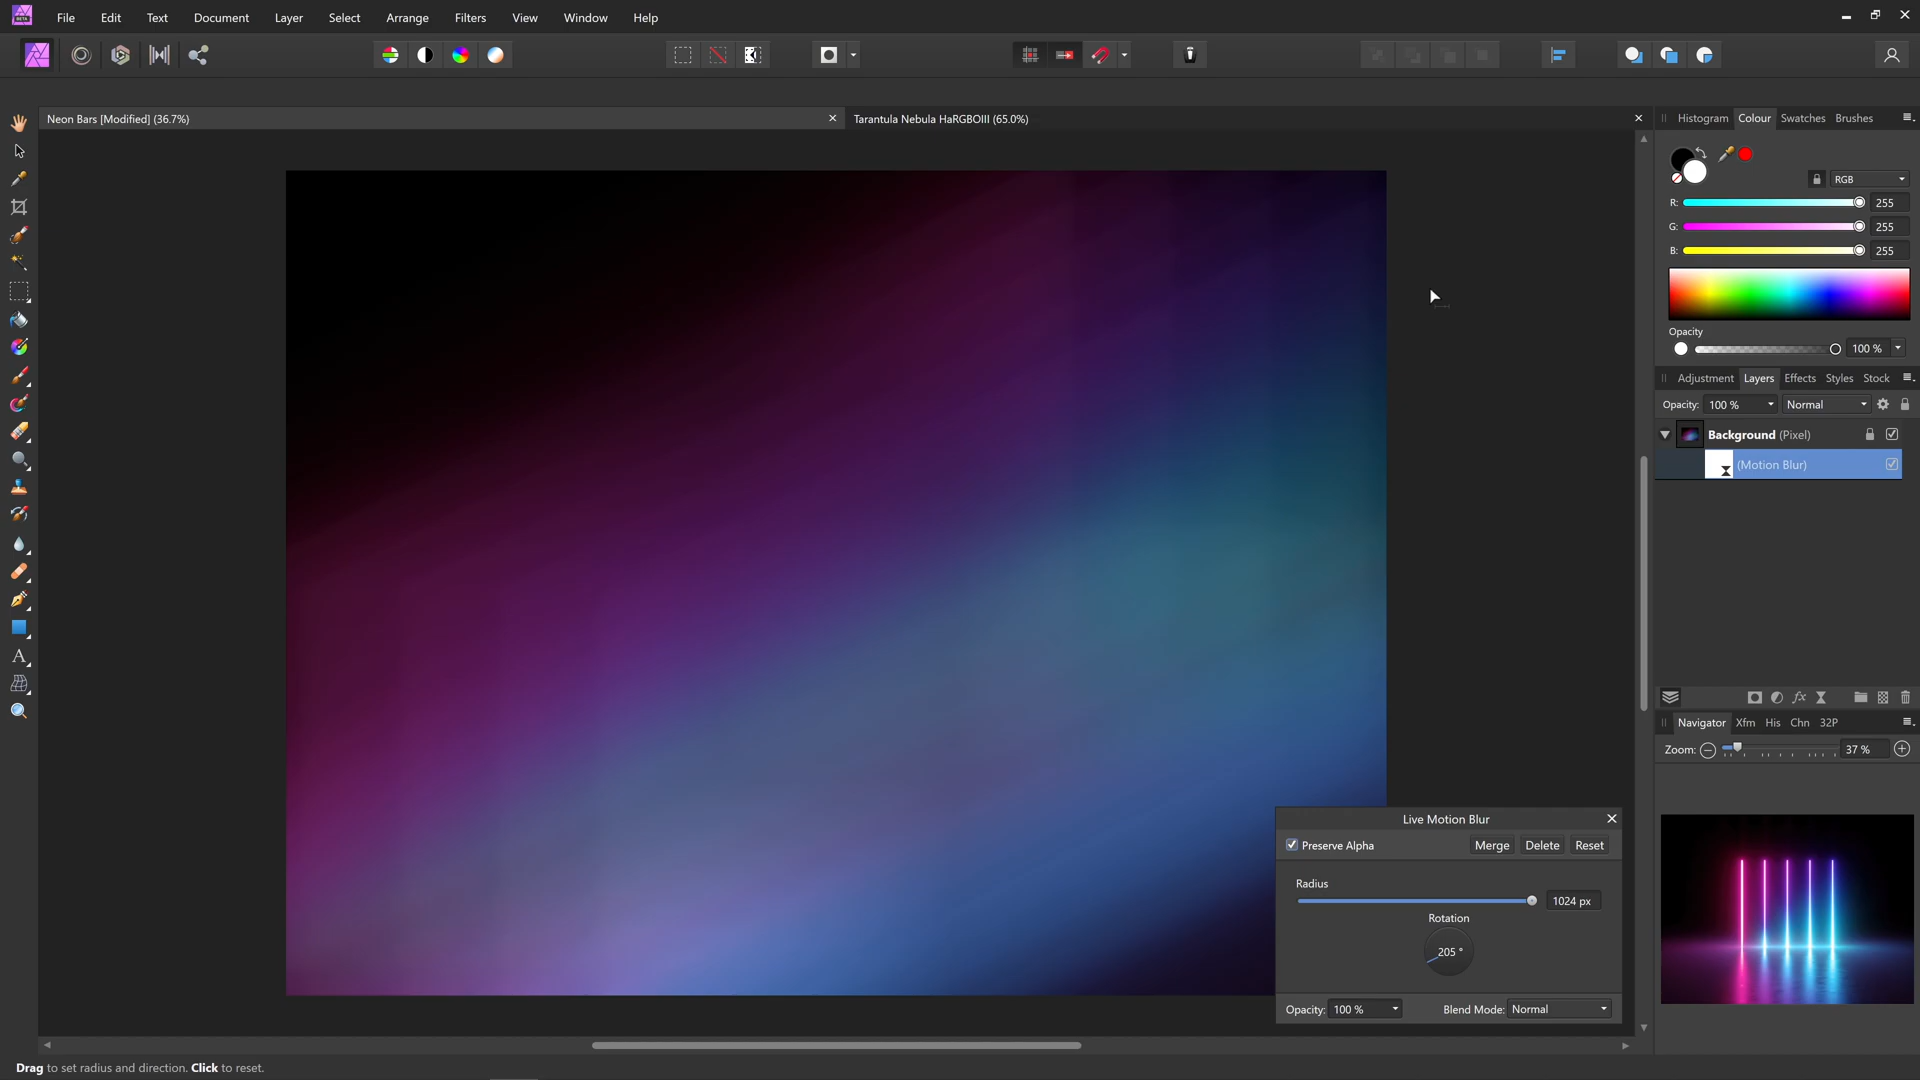 File Edit Text Document Layer Select Arrange Filters View Window Help
Neon Bars [Modified] (36.7%)
Tarantula Nebula HaRGBOIII (65.0%)
Histogram Colour Swatches Brushes
RGB
R: 255
G: 255
B: 255
Opacity
100 %
Adjustment Layers Effects Styles Stock
Opacity: 100 % Normal
Background (Pixel)
(Motion Blur)
fx
Navigator Xfm His Chn 32P
Zoom: 37 %
Live Motion Blur
Preserve Alpha Merge Delete Reset
Radius
1024 px
Rotation
205 °
Opacity: 100 % Blend Mode: Normal
Drag to set radius and direction. Click to reset.